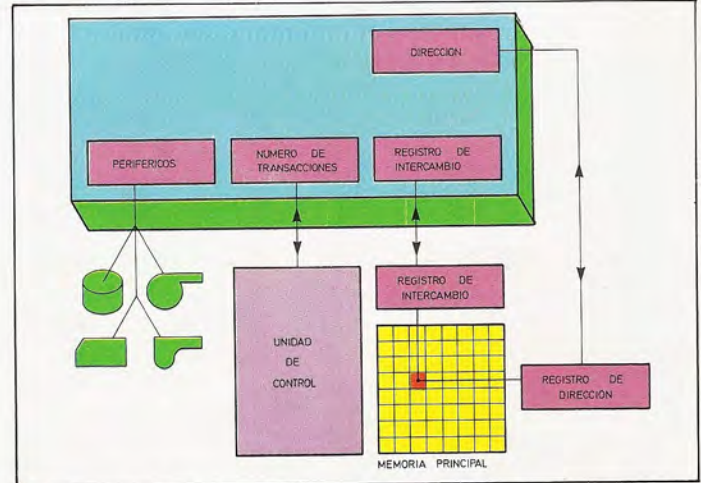 DIRECCION
PERIFERICOS
NUMERO DE
TRANSACCIONES
REGISTRO DE
INTERCAMBIO
REGISTRO DE
INTERCAMBIO
UNIDAD
DE
CONTROL
REGISTRO DE
DIRECCION
MEMORIA PRINCIPAL